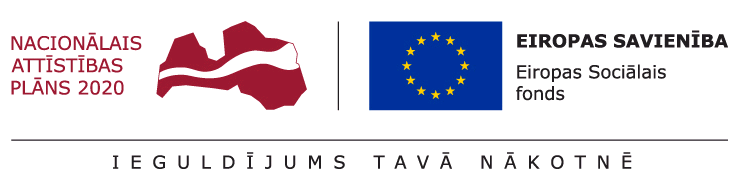 NACIONĀLAIS
ATTĪSTĪBAS
PLĀNS 2020
EIROPAS SAVIENĪBA
Eiropas Sociālais
fonds
IEGULDĪJUMS TAVĀ NĀKOTNĒ